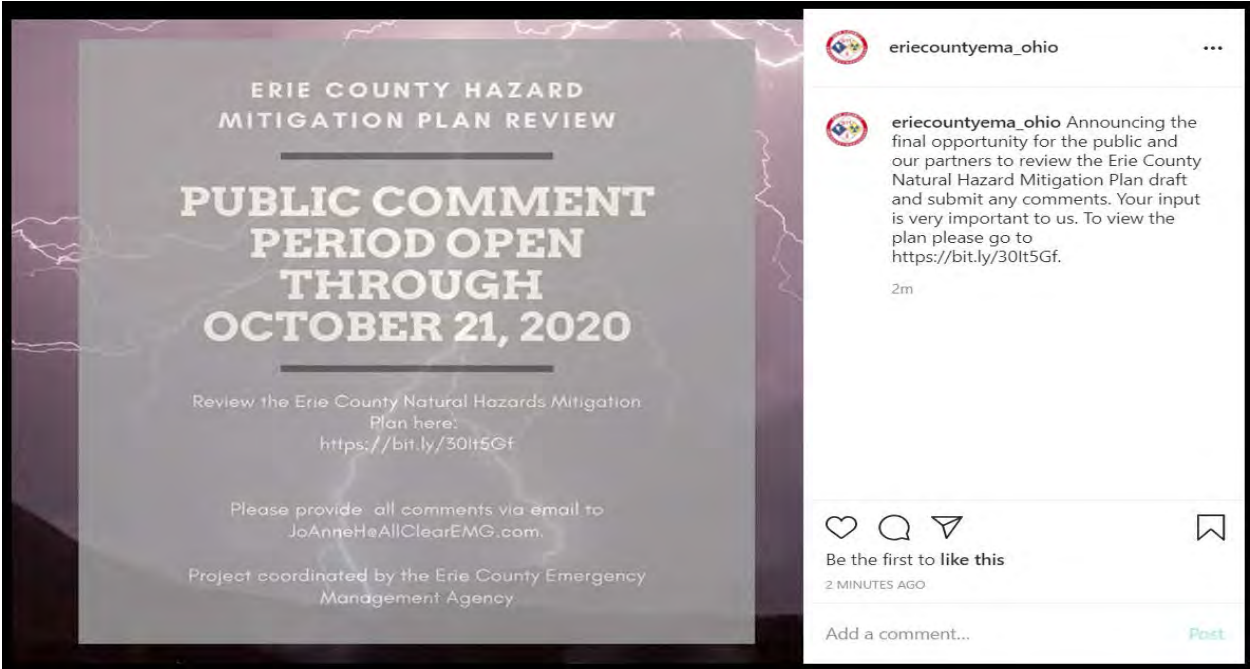 ERIE COUNTY HAZARD
MITIGATION PLAN REVIEW
PUBLIC COMMENT
PERIOD OPEN
THROUGH
OCTOBER 21, 2020
Review the Erie County Natural Hazards Mitigation
Plan here:
https://bit.ly/30It5Gf
Please provide all comments via email to
JoAnneH@AllClearEMG.com.
Project coordinated by the Erie County Emergency
Management Agency
eriecountyema_ohio
eriecountyema_ohio Announcing the
final opportunity for the public and
our partners to review the Erie County
Natural Hazard Mitigation Plan draft
and submit any comments. Your input
is very important to us. To view the
plan please go to
https://bit.ly/30It5Gf.
2m
Be the first to like this
2 MINUTES AGO
Add a comment...
Post